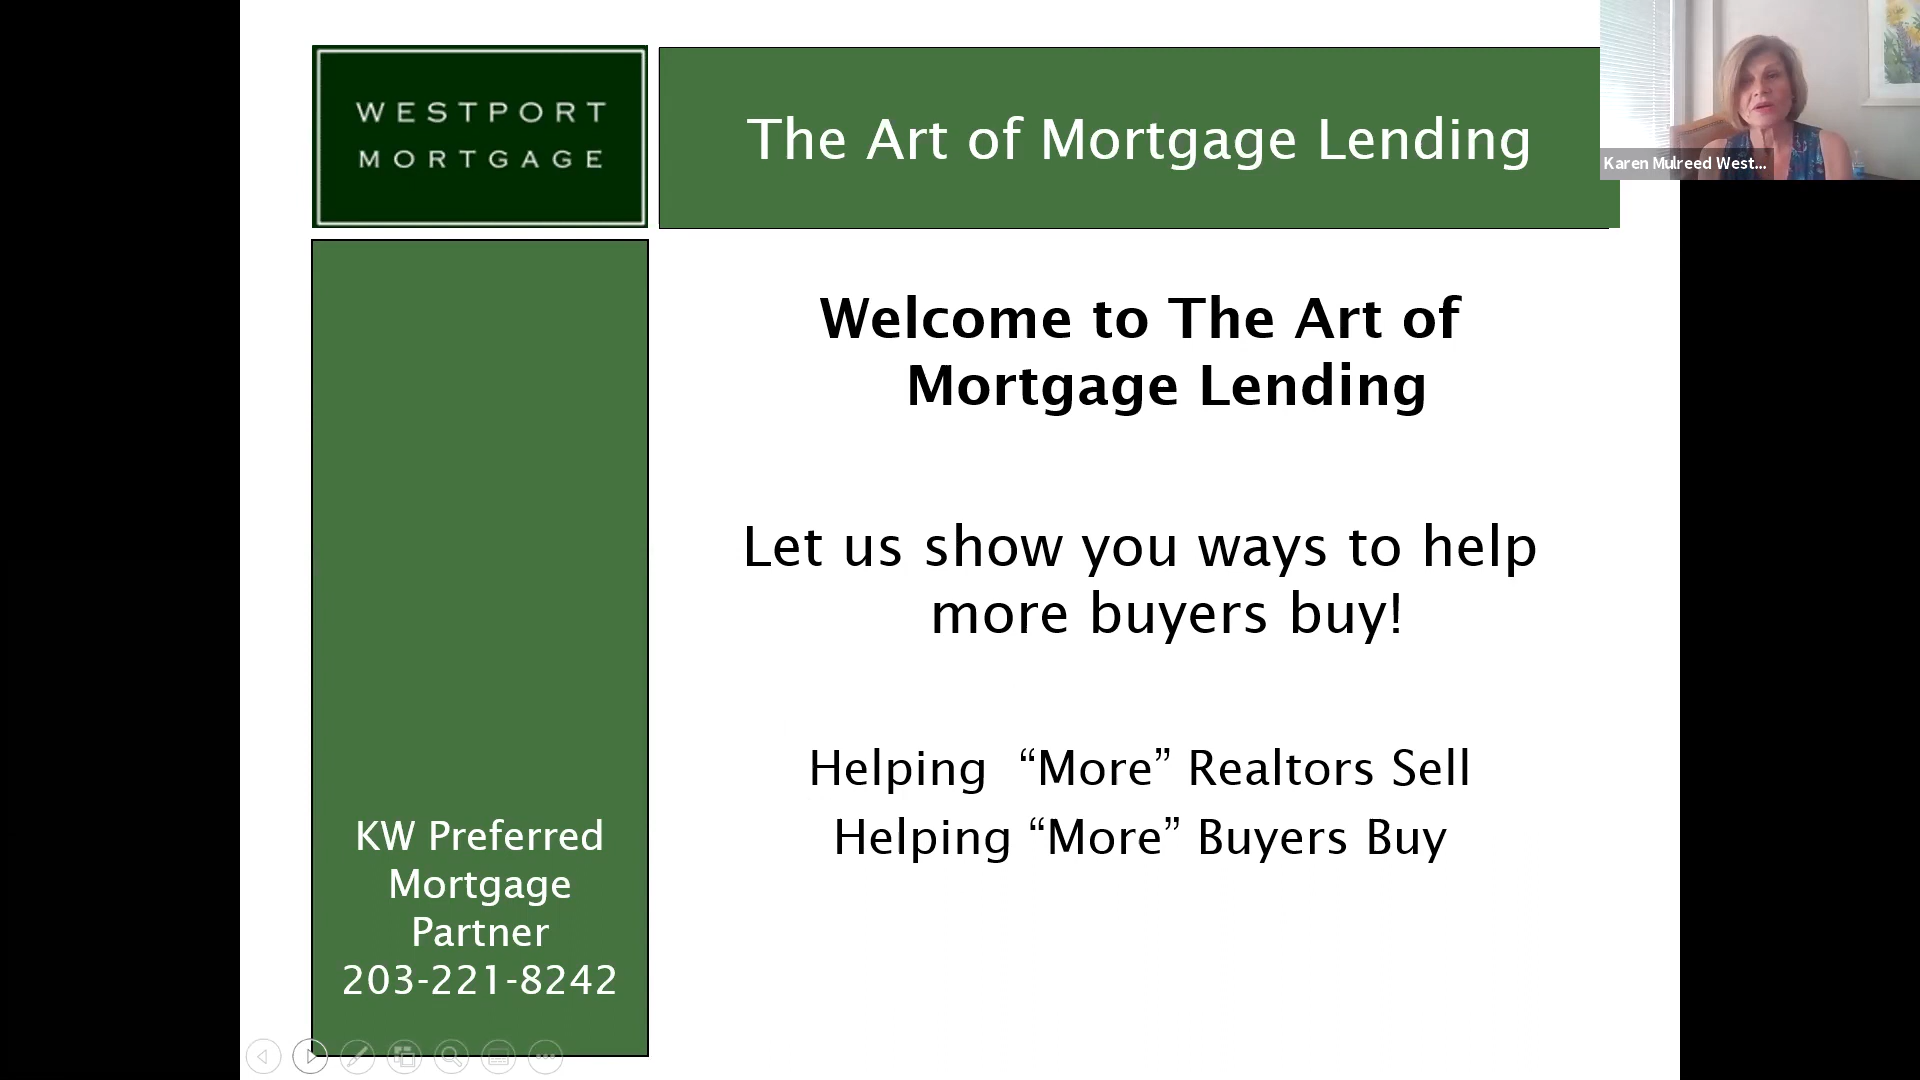 WESTPORT
MORTGAGE
The Art of Mortgage Lending
Karen Mulreed West...
Welcome to The Art of
Mortgage Lending
Let us show you ways to help
more buyers buy!
Helping “More” Realtors Sell
Helping “More” Buyers Buy
KW Preferred
Mortgage
Partner
203-221-8242